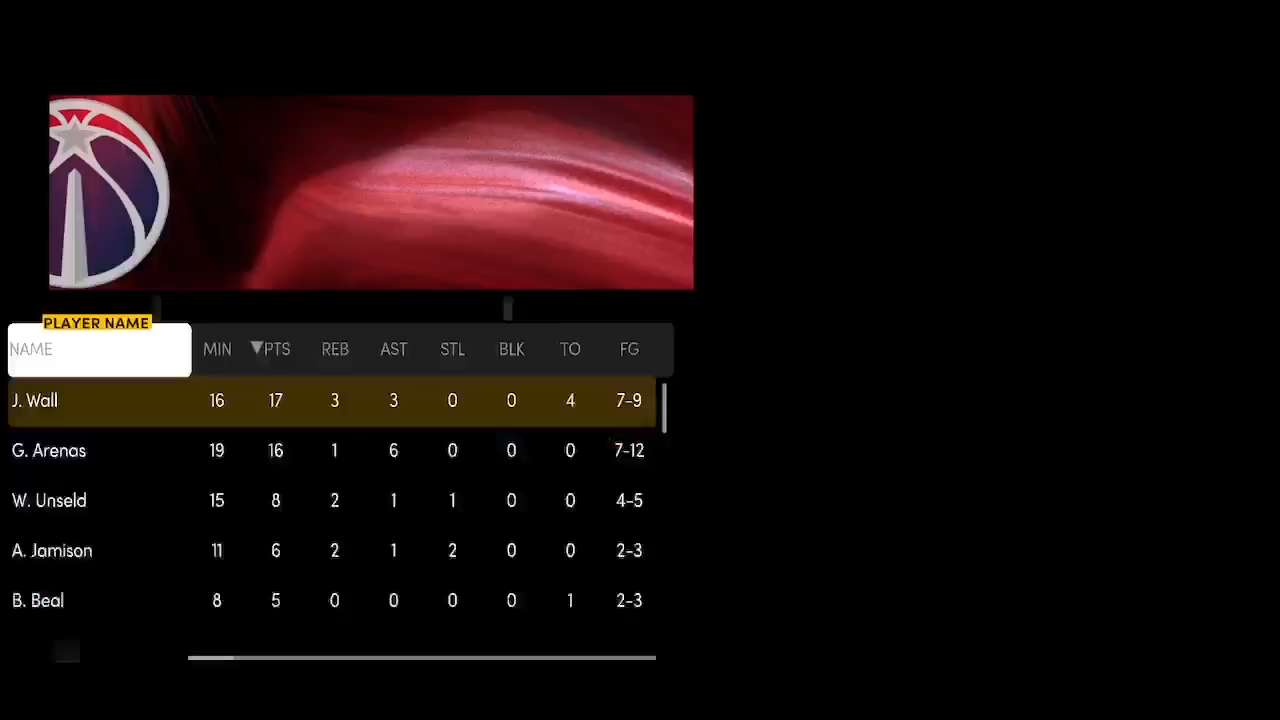 PLAYER NAME
NAME MIN ▼PTS REB AST STL BLK TO FG
J. Wall 16 17 3 3 0 0 4 7-9
G. Arenas 19 16 1 6 0 0 0 7-12
W. Unseld 15 8 2 1 1 0 0 4-5
A. Jamison 11 6 2 1 2 0 0 2-3
B. Beal 8 5 0 0 0 0 1 2-3